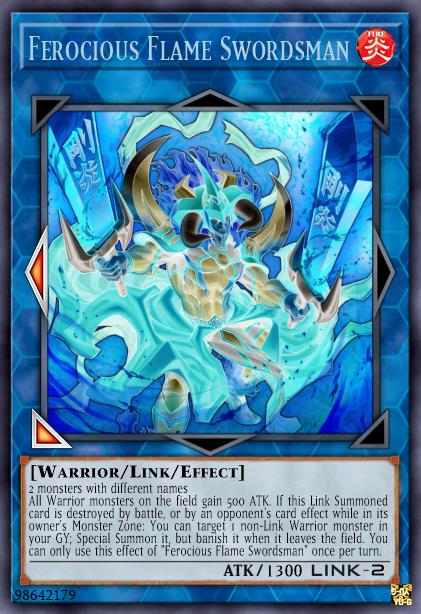 FEROCIOUS FLAME SWORDSMAN
FIRE
炎
[WARRIOR/LINK/EFFECT]
2 monsters with different names
All Warrior monsters on the field gain 500 ATK. If this Link Summoned
card is destroyed by battle, or by an opponent's card effect while in its
owner's Monster Zone: You can target 1 non-Link Warrior monster in
your GY; Special Summon it, but banish it when it leaves the field. You
can only use this effect of "Ferocious Flame Swordsman" once per turn.
ATK/1300 LINK-2
98642179